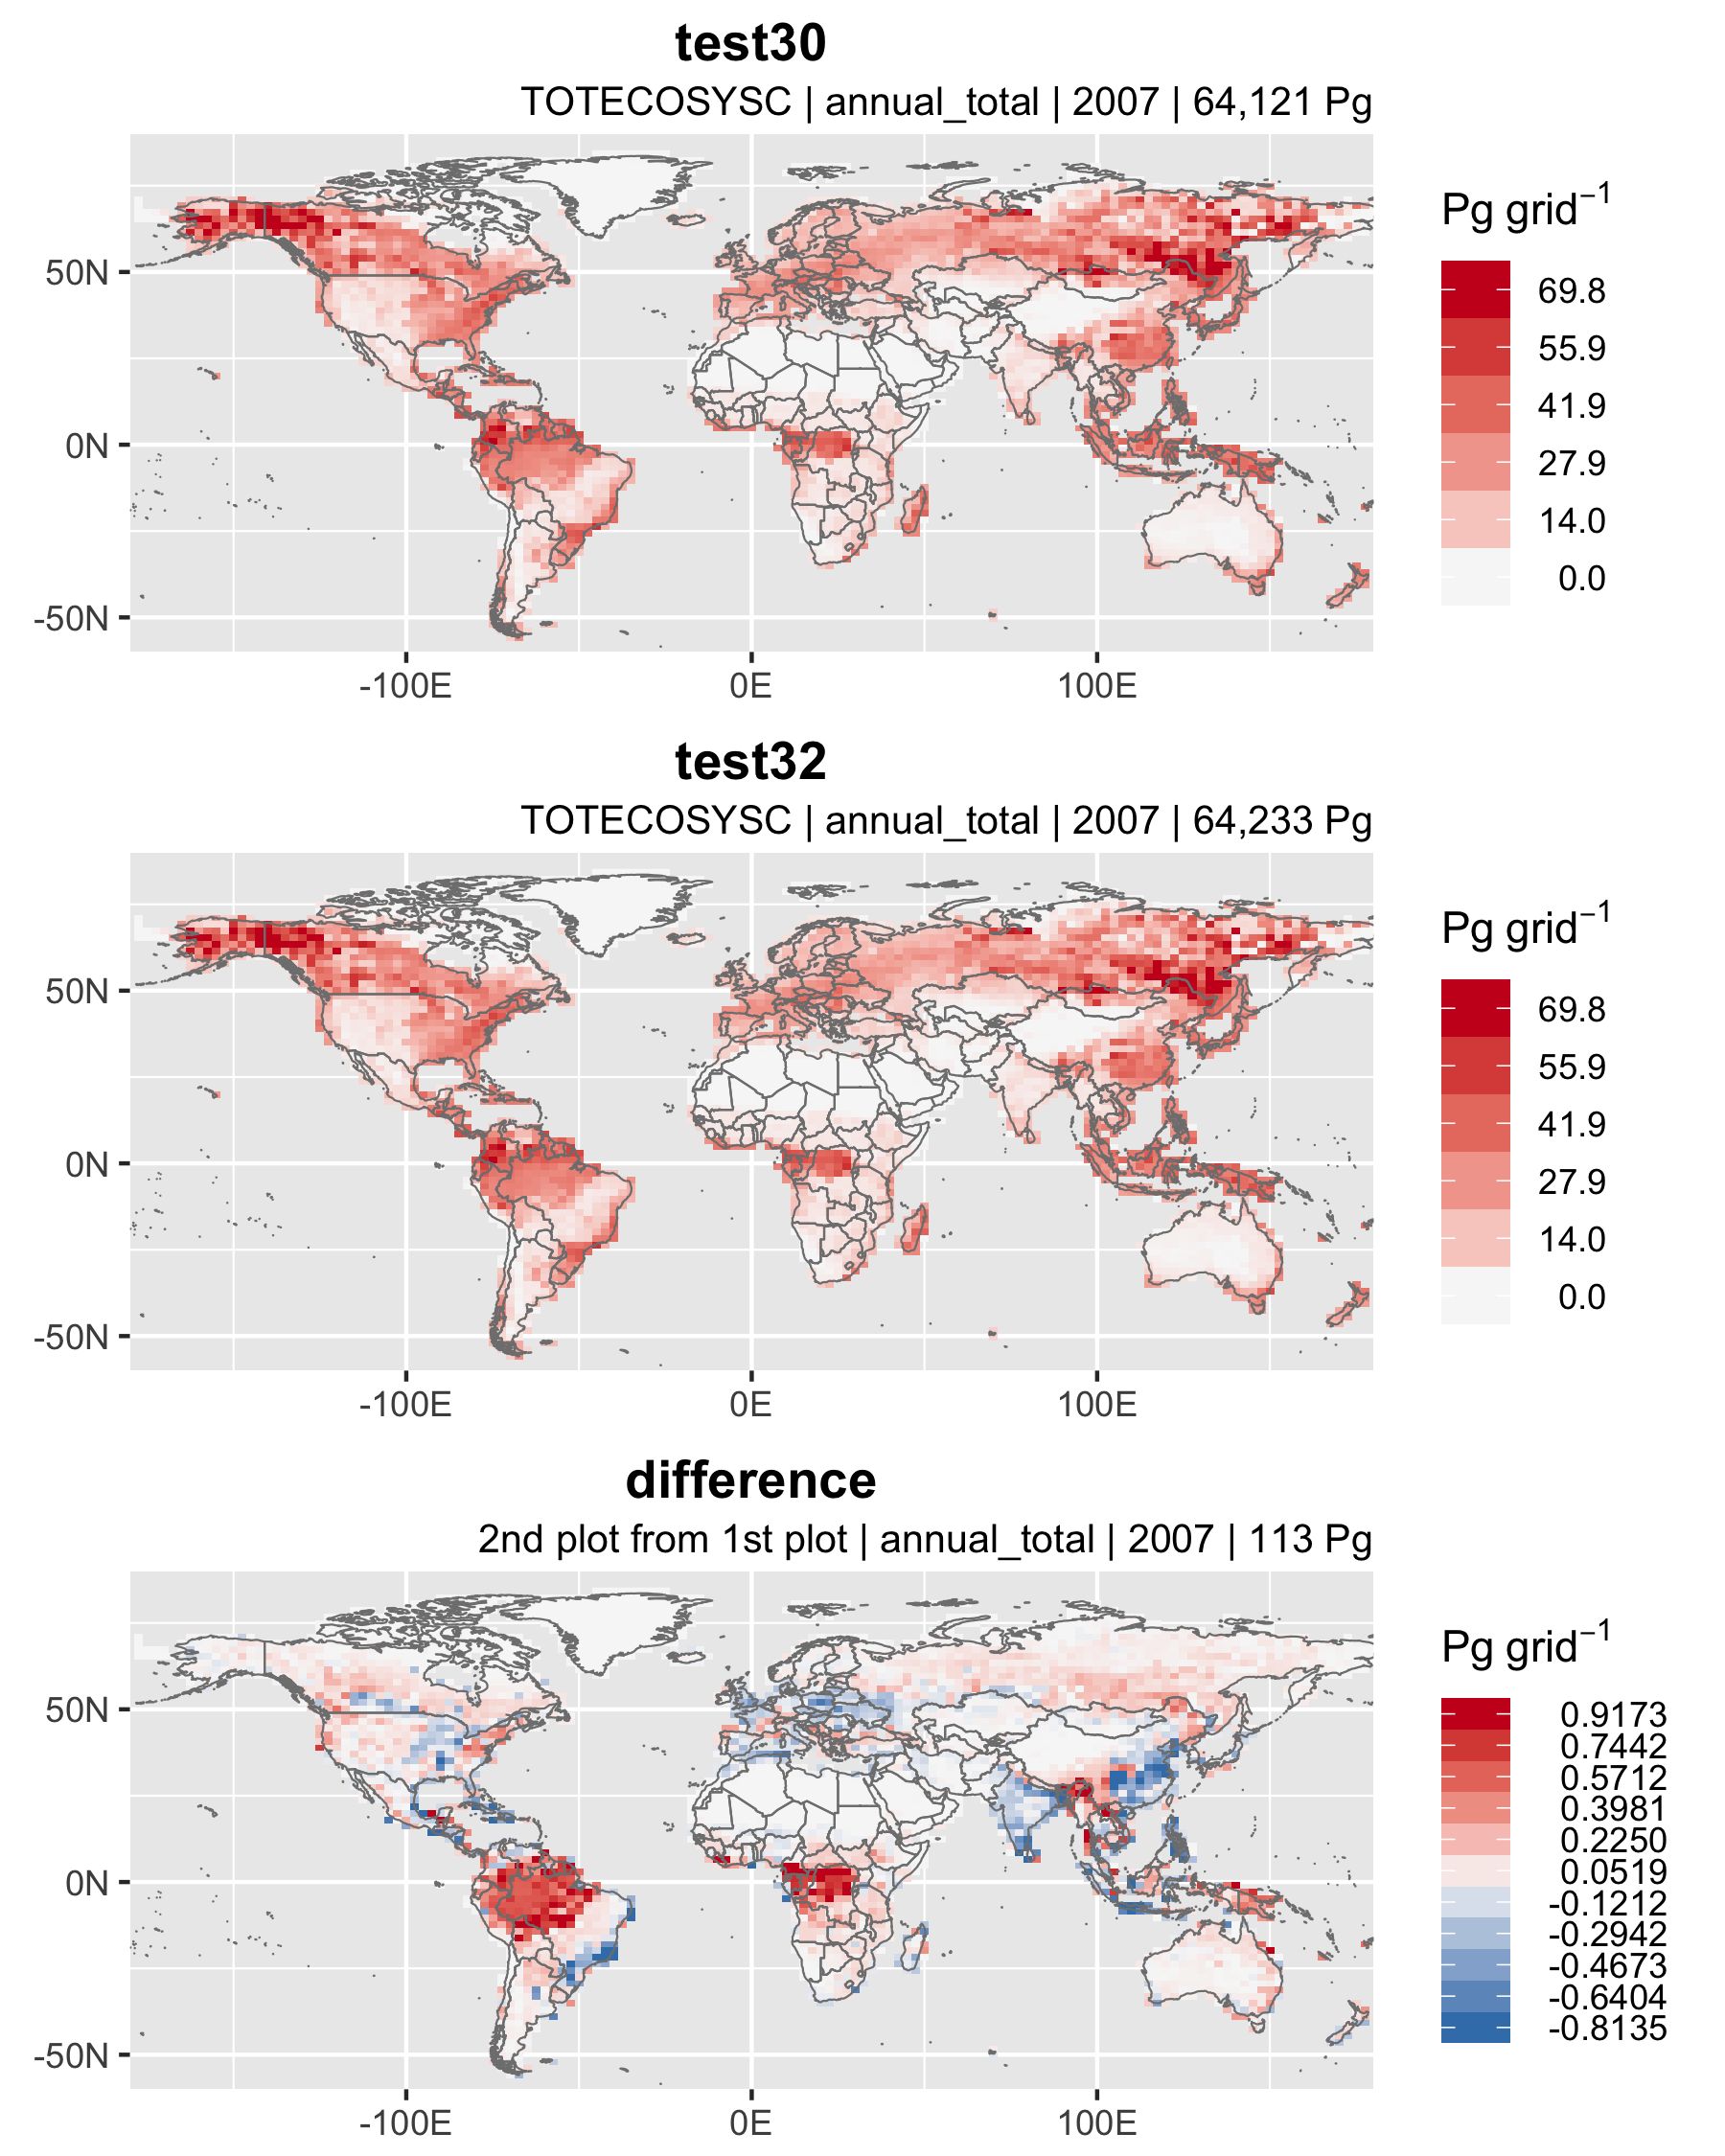 test30
TOTECOSYSC | annual_total | 2007 | 64,121 Pg
Pg grid⁻¹
69.8
55.9
41.9
27.9
14.0
0.0
50N
0N
-50N
-100E 0E 100E
test32
TOTECOSYSC | annual_total | 2007 | 64,233 Pg
Pg grid⁻¹
69.8
55.9
41.9
27.9
14.0
0.0
50N
0N
-50N
-100E 0E 100E
difference
2nd plot from 1st plot | annual_total | 2007 | 113 Pg
Pg grid⁻¹
0.9173
0.7442
0.5712
0.3981
0.2250
0.0519
-0.1212
-0.2942
-0.4673
-0.6404
-0.8135
50N
0N
-50N
-100E 0E 100E